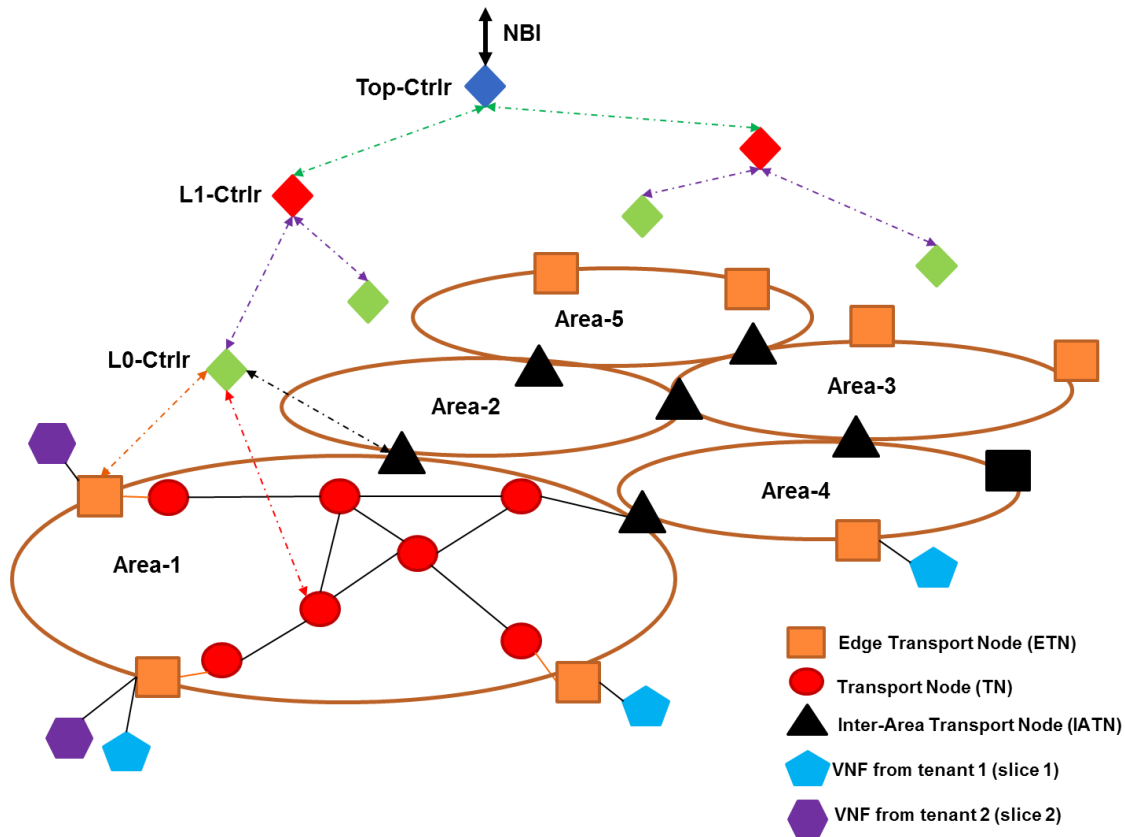 NBI
Top-Ctrlr
L1-Ctrlr
Area-5
L0-Ctrlr
Area-2
Area-3
Area-4
Area-1
Edge Transport Node (ETN)
Transport Node (TN)
Inter-Area Transport Node (IATN)
VNF from tenant 1 (slice 1)
VNF from tenant 2 (slice 2)